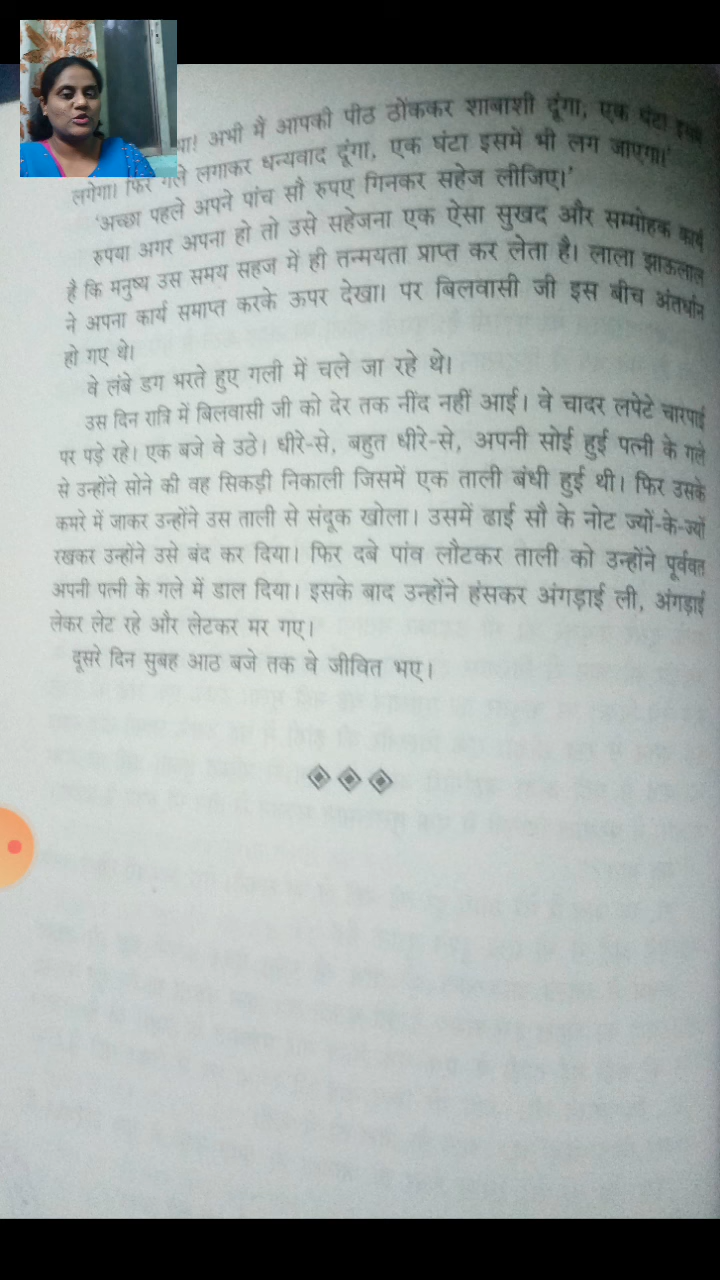 अभी मैं आपकी पीठ ठोंककर शाबाशी दूंगा, एक घंटा इसमें
लगेगा। फिर गले लगाकर धन्यवाद दूंगा, एक घंटा इसमें भी लग जाएगा।'
'अच्छा पहले अपने पांच सौ रुपए गिनकर सहेज लीजिए।'
रुपया अगर अपना हो तो उसे सहेजना एक ऐसा सुखद और सम्मोहक कार्य
है कि मनुष्य उस समय सहज में ही तन्मयता प्राप्त कर लेता है। लाला झाऊलाल
ने अपना कार्य समाप्त करके ऊपर देखा। पर बिलवासी जी इस बीच अंतर्धान
हो गए थे।
वे लंबे डग भरते हुए गली में चले जा रहे थे।
उस दिन रात्रि में बिलवासी जी को देर तक नींद नहीं आई। वे चादर लपेटे चारपाई
पर पड़े रहे। एक बजे वे उठे। धीरे-से, बहुत धीरे-से, अपनी सोई हुई पत्नी के गले
से उन्होंने सोने की वह सिकड़ी निकाली जिसमें एक ताली बंधी हुई थी। फिर उसके
कमरे में जाकर उन्होंने उस ताली से संदूक खोला। उसमें ढाई सौ के नोट ज्यों-के-ज्यों
रखकर उन्होंने उसे बंद कर दिया। फिर दबे पांव लौटकर ताली को उन्होंने पूर्ववत
अपनी पत्नी के गले में डाल दिया। इसके बाद उन्होंने हंसकर अंगड़ाई ली, अंगड़ाई
लेकर लेट रहे और लेटकर मर गए।
दूसरे दिन सुबह आठ बजे तक वे जीवित भए।